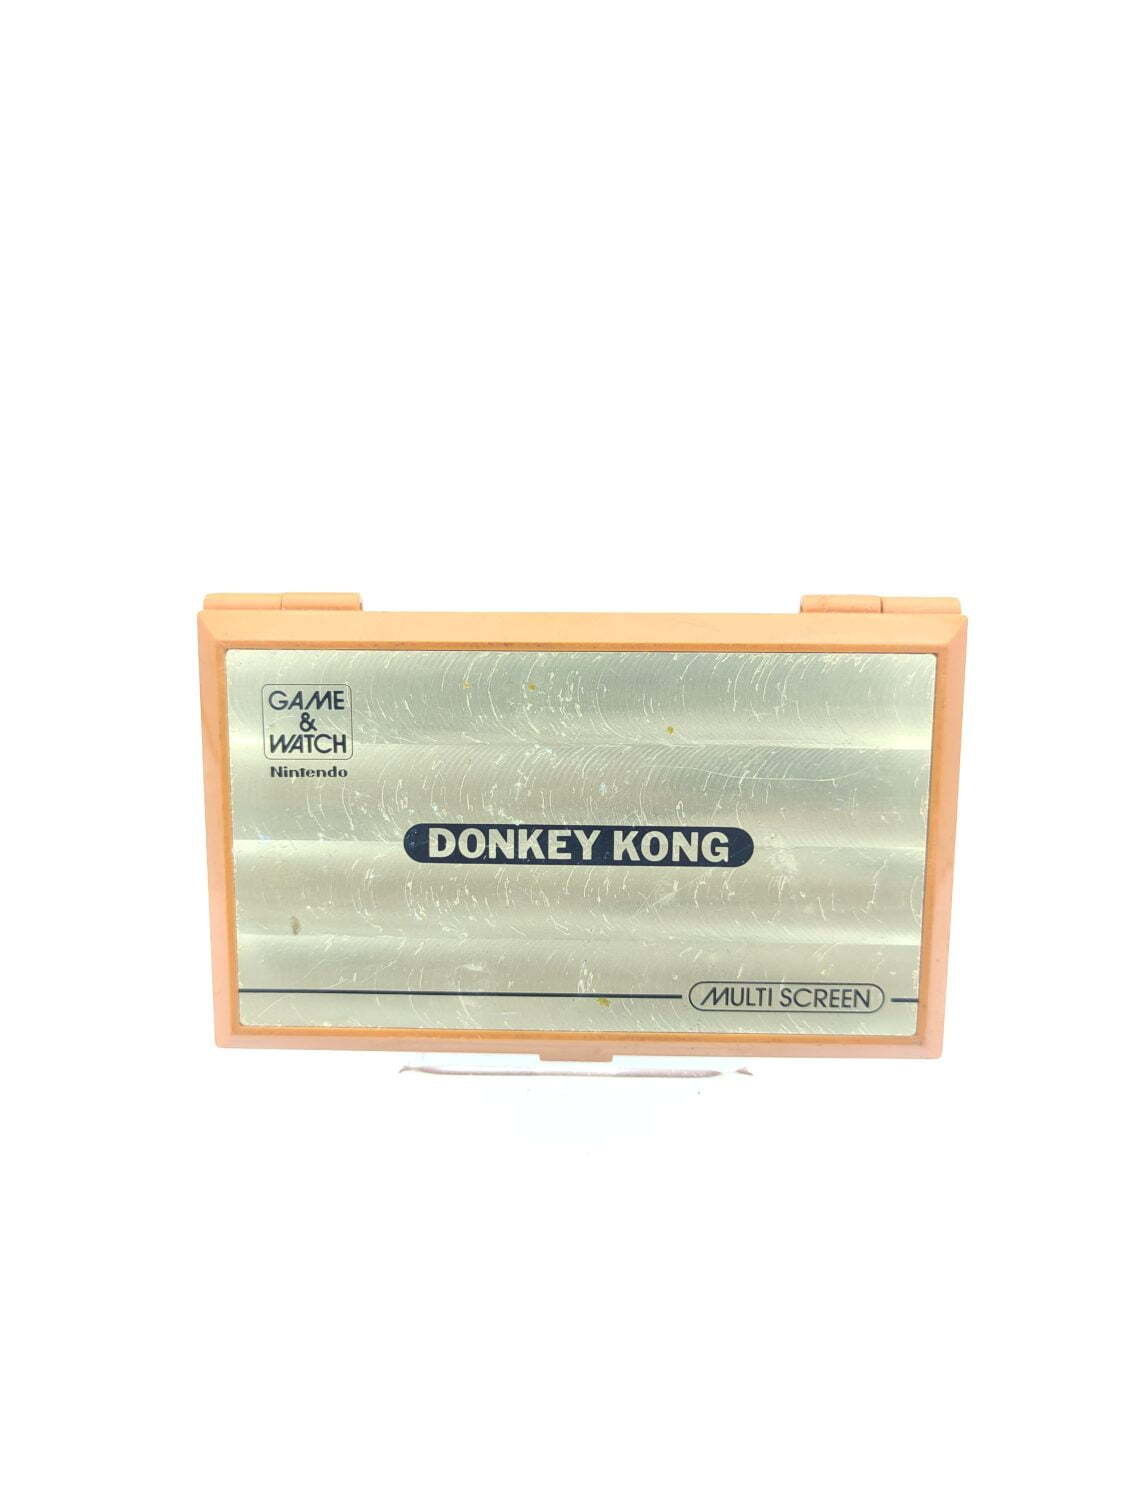 GAME
&
WATCH
Nintendo
DONKEY KONG
MULTI SCREEN